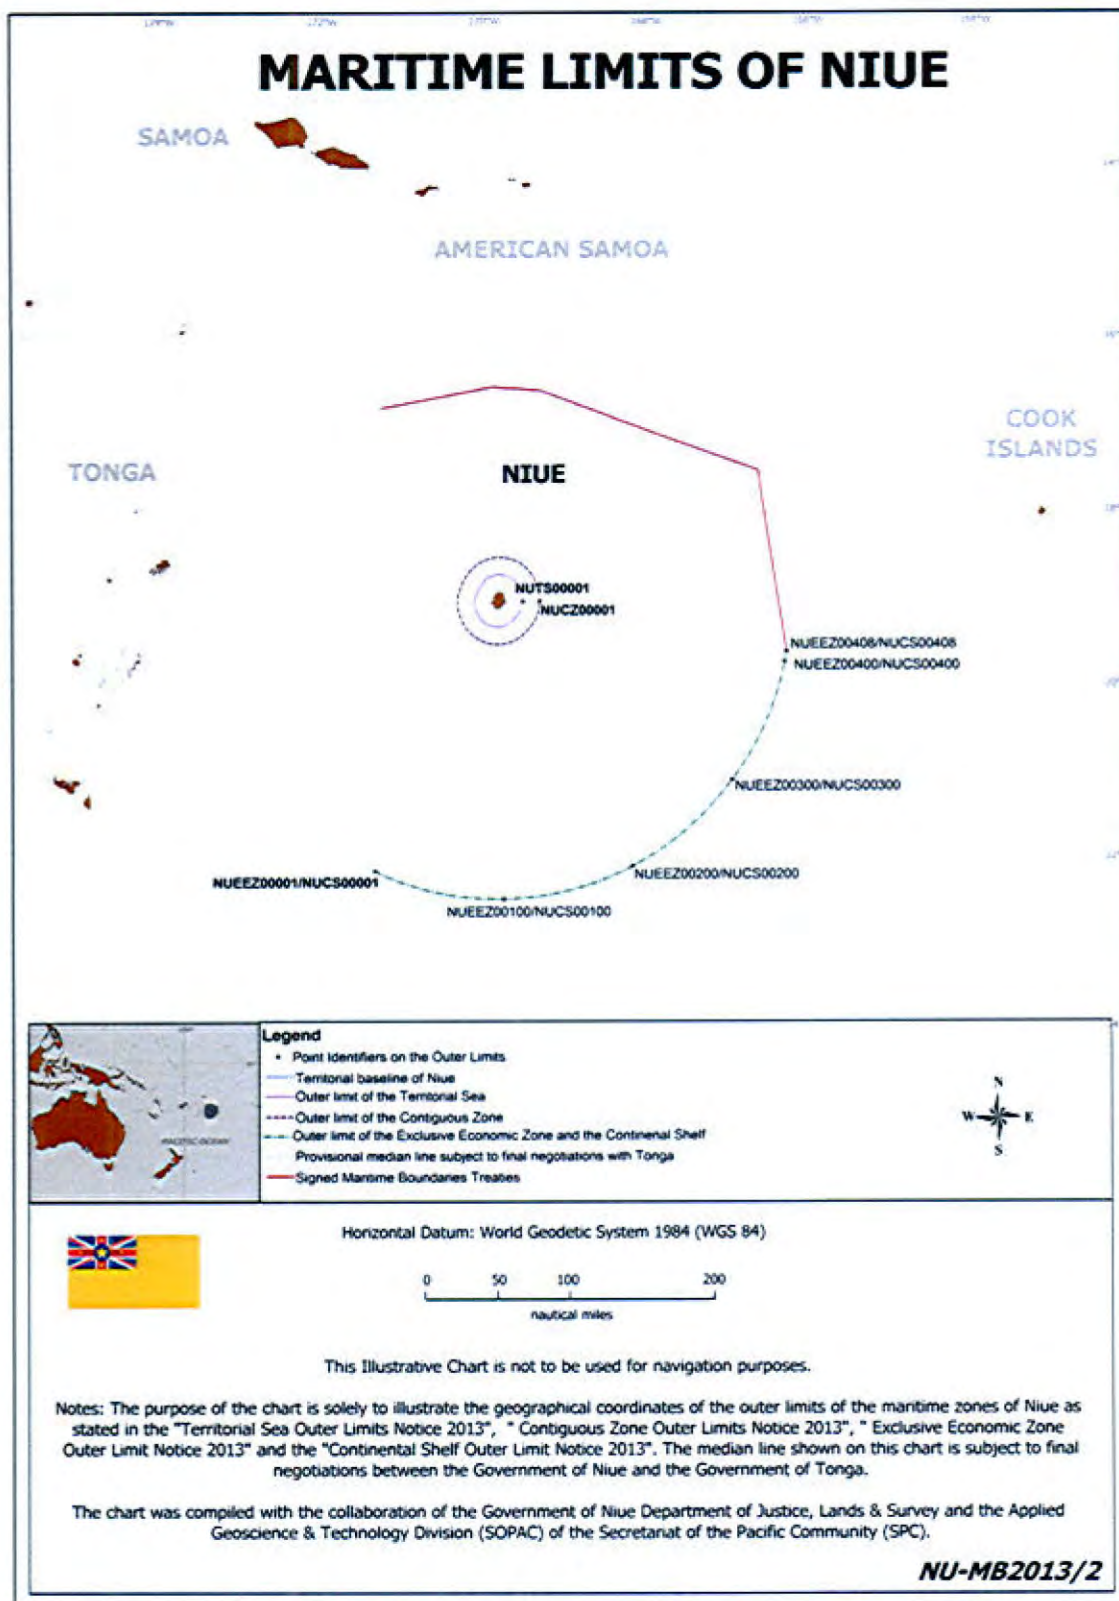 172°W
MARITIME LIMITS OF NIUE
SAMOA
AMERICAN SAMOA
COOK
ISLANDS
TONGA
NIUE
18°
NUTS00001
NUCZ00001
NUEEZ00408/NUCS00408
NUEEZ00400/NUCS00400
NUEEZ00300/NUCS00300
NUEEZ00200/NUCS00200
NUEEZ00001/NUCS00001
NUEEZ00100/NUCS00100
Legend
Point Identifiers on the Outer Limits
Territorial baseline of Niue
Outer limit of the Territorial Sea
Outer limit of the Contiguous Zone
Outer limit of the Exclusive Economic Zone and the Continenal Shelf
Provisional median line subject to final negotiations with Tonga
Signed Maritime Boundaries Treaties
PACIFIC OCEAN
N
W E
S
Horizontal Datum: World Geodetic System 1984 (WGS 84)
0 50 100 200
nautical miles
This Illustrative Chart is not to be used for navigation purposes.
Notes: The purpose of the chart is solely to illustrate the geographical coordinates of the outer limits of the maritime zones of Niue as
stated in the "Territorial Sea Outer Limits Notice 2013", " Contiguous Zone Outer Limits Notice 2013", " Exclusive Economic Zone
Outer Limit Notice 2013" and the "Continental Shelf Outer Limit Notice 2013". The median line shown on this chart is subject to final
negotiations between the Government of Niue and the Government of Tonga.
The chart was compiled with the collaboration of the Government of Niue Department of Justice, Lands & Survey and the Applied
Geoscience & Technology Division (SOPAC) of the Secretariat of the Pacific Community (SPC).
NU-MB2013/2